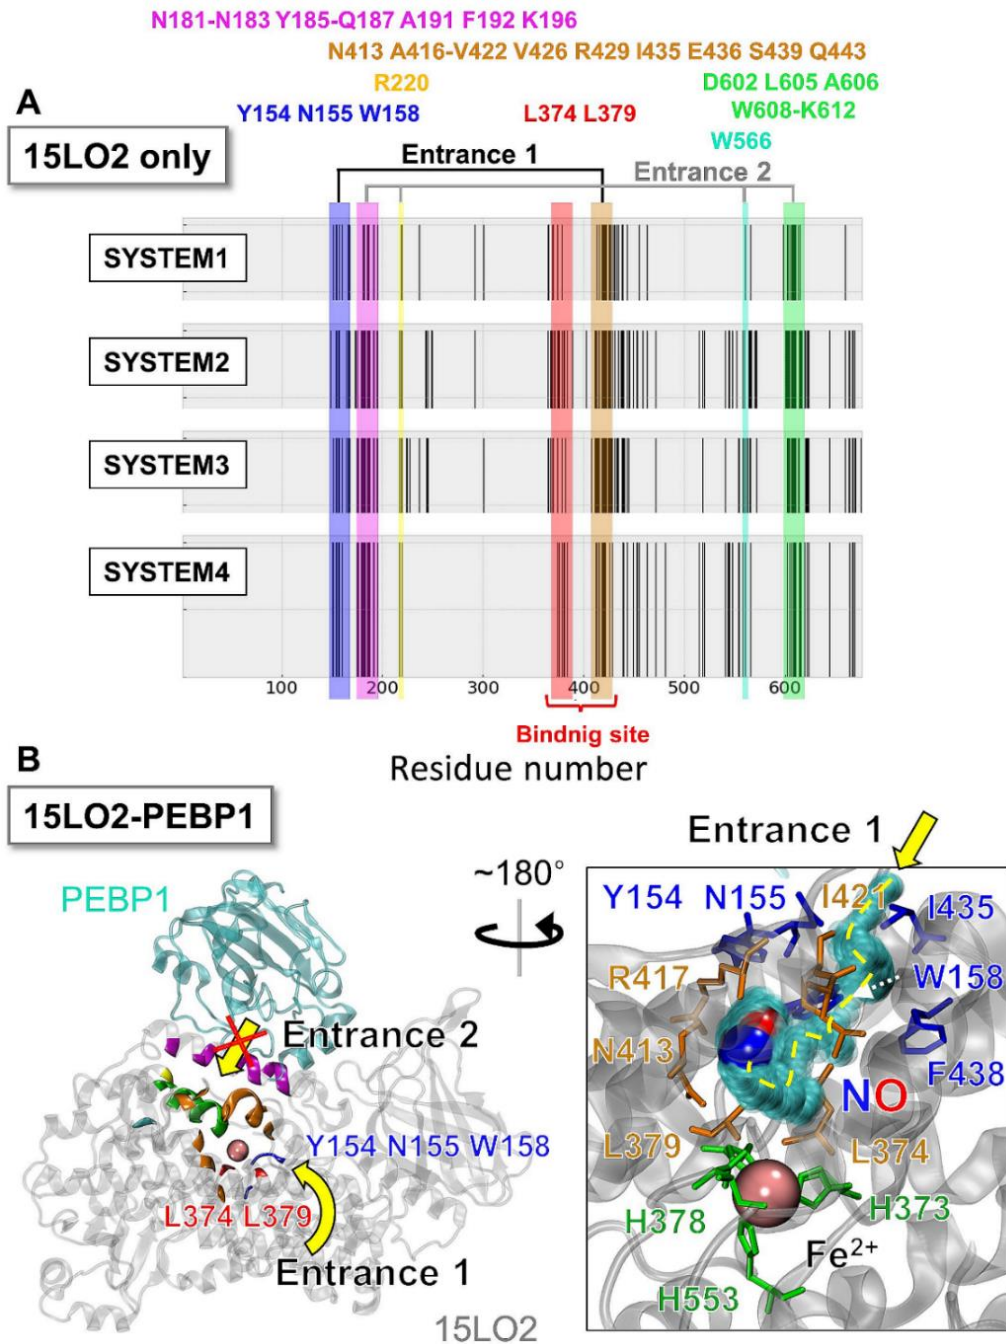 N181-N183 Y185-Q187 A191 F192 K196
N413 A416-V422 V426 R429 I435 E436 S439 Q443
R220
D602 L605 A606
A
Y154 N155 W158
L374 L379
W608-K612
15LO2 only
W566
Entrance 1
Entrance 2
SYSTEM1
SYSTEM2
SYSTEM3
SYSTEM4
100 200 300 400 500 600
Bindnig site
Residue number
B
15LO2-PEBP1
PEBP1
~180°
Entrance 2
Y154 N155 W158
L374 L379
Entrance 1
15LO2
Entrance 1
Y154 N155 I421 I435
R417
W158
N413
F438
NO
L379
L374
H378
H373
Fe2+
H553